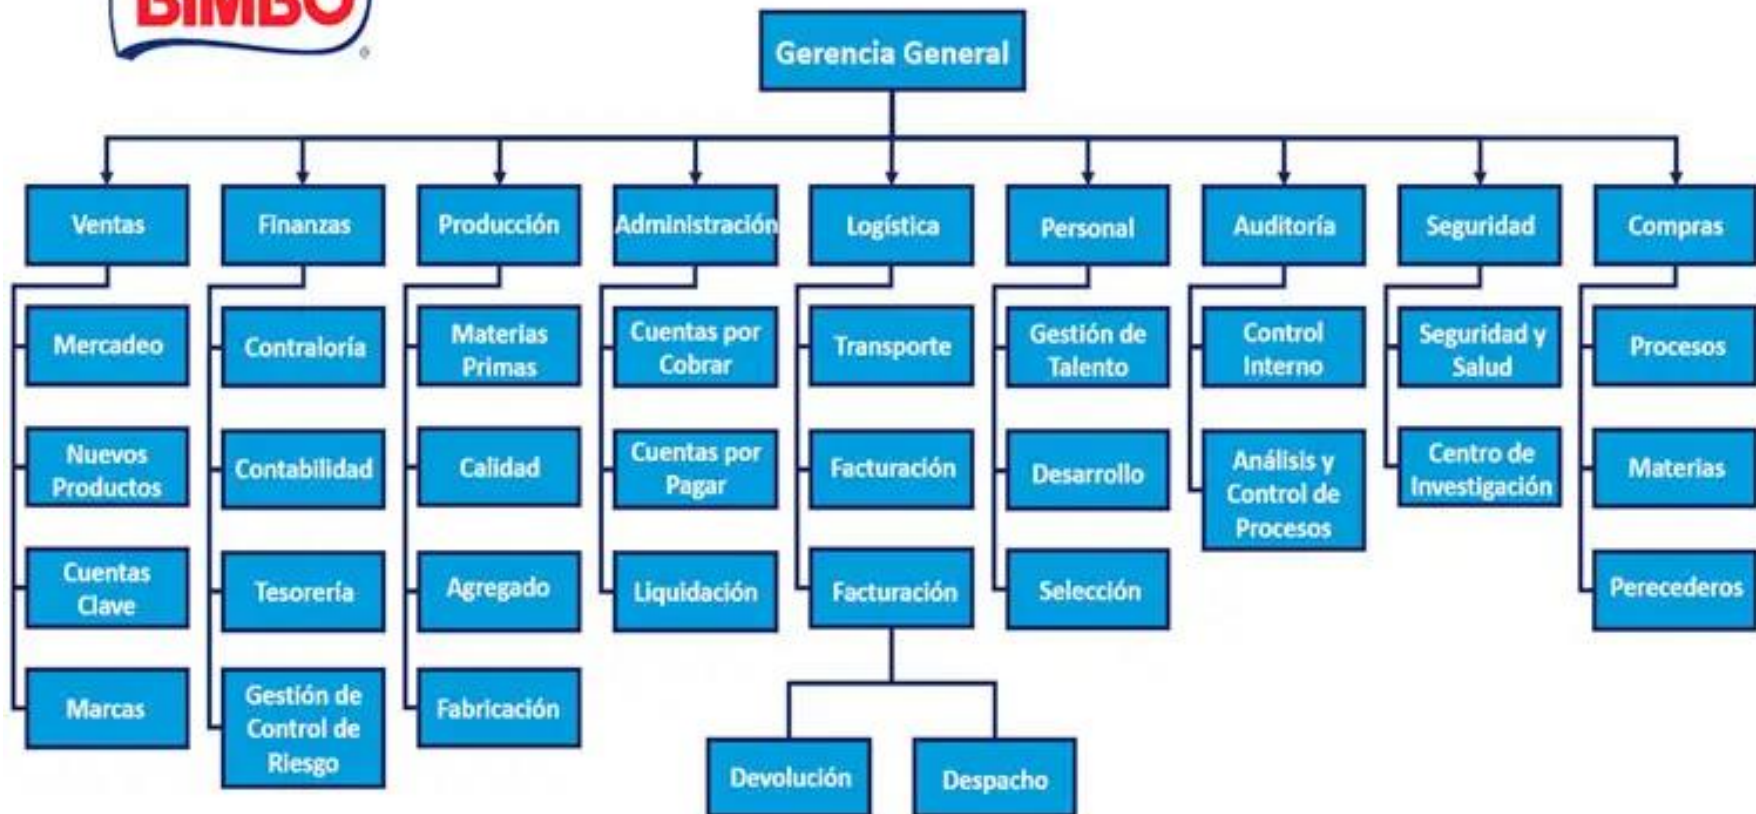 BIMBO
®
Gerencia General
Ventas
Finanzas
Producción
Administración
Logística
Personal
Auditoría
Seguridad
Compras
Mercadeo
Contraloría
Materias
Primas
Cuentas por
Cobrar
Transporte
Gestión de
Talento
Control
Interno
Seguridad y
Salud
Procesos
Nuevos
Productos
Contabilidad
Calidad
Cuentas por
Pagar
Facturación
Desarrollo
Análisis y
Control de
Procesos
Centro de
Investigación
Materias
Cuentas
Clave
Tesorería
Agregado
Liquidación
Facturación
Selección
Perecederos
Marcas
Gestión de
Control de
Riesgo
Fabricación
Devolución
Despacho